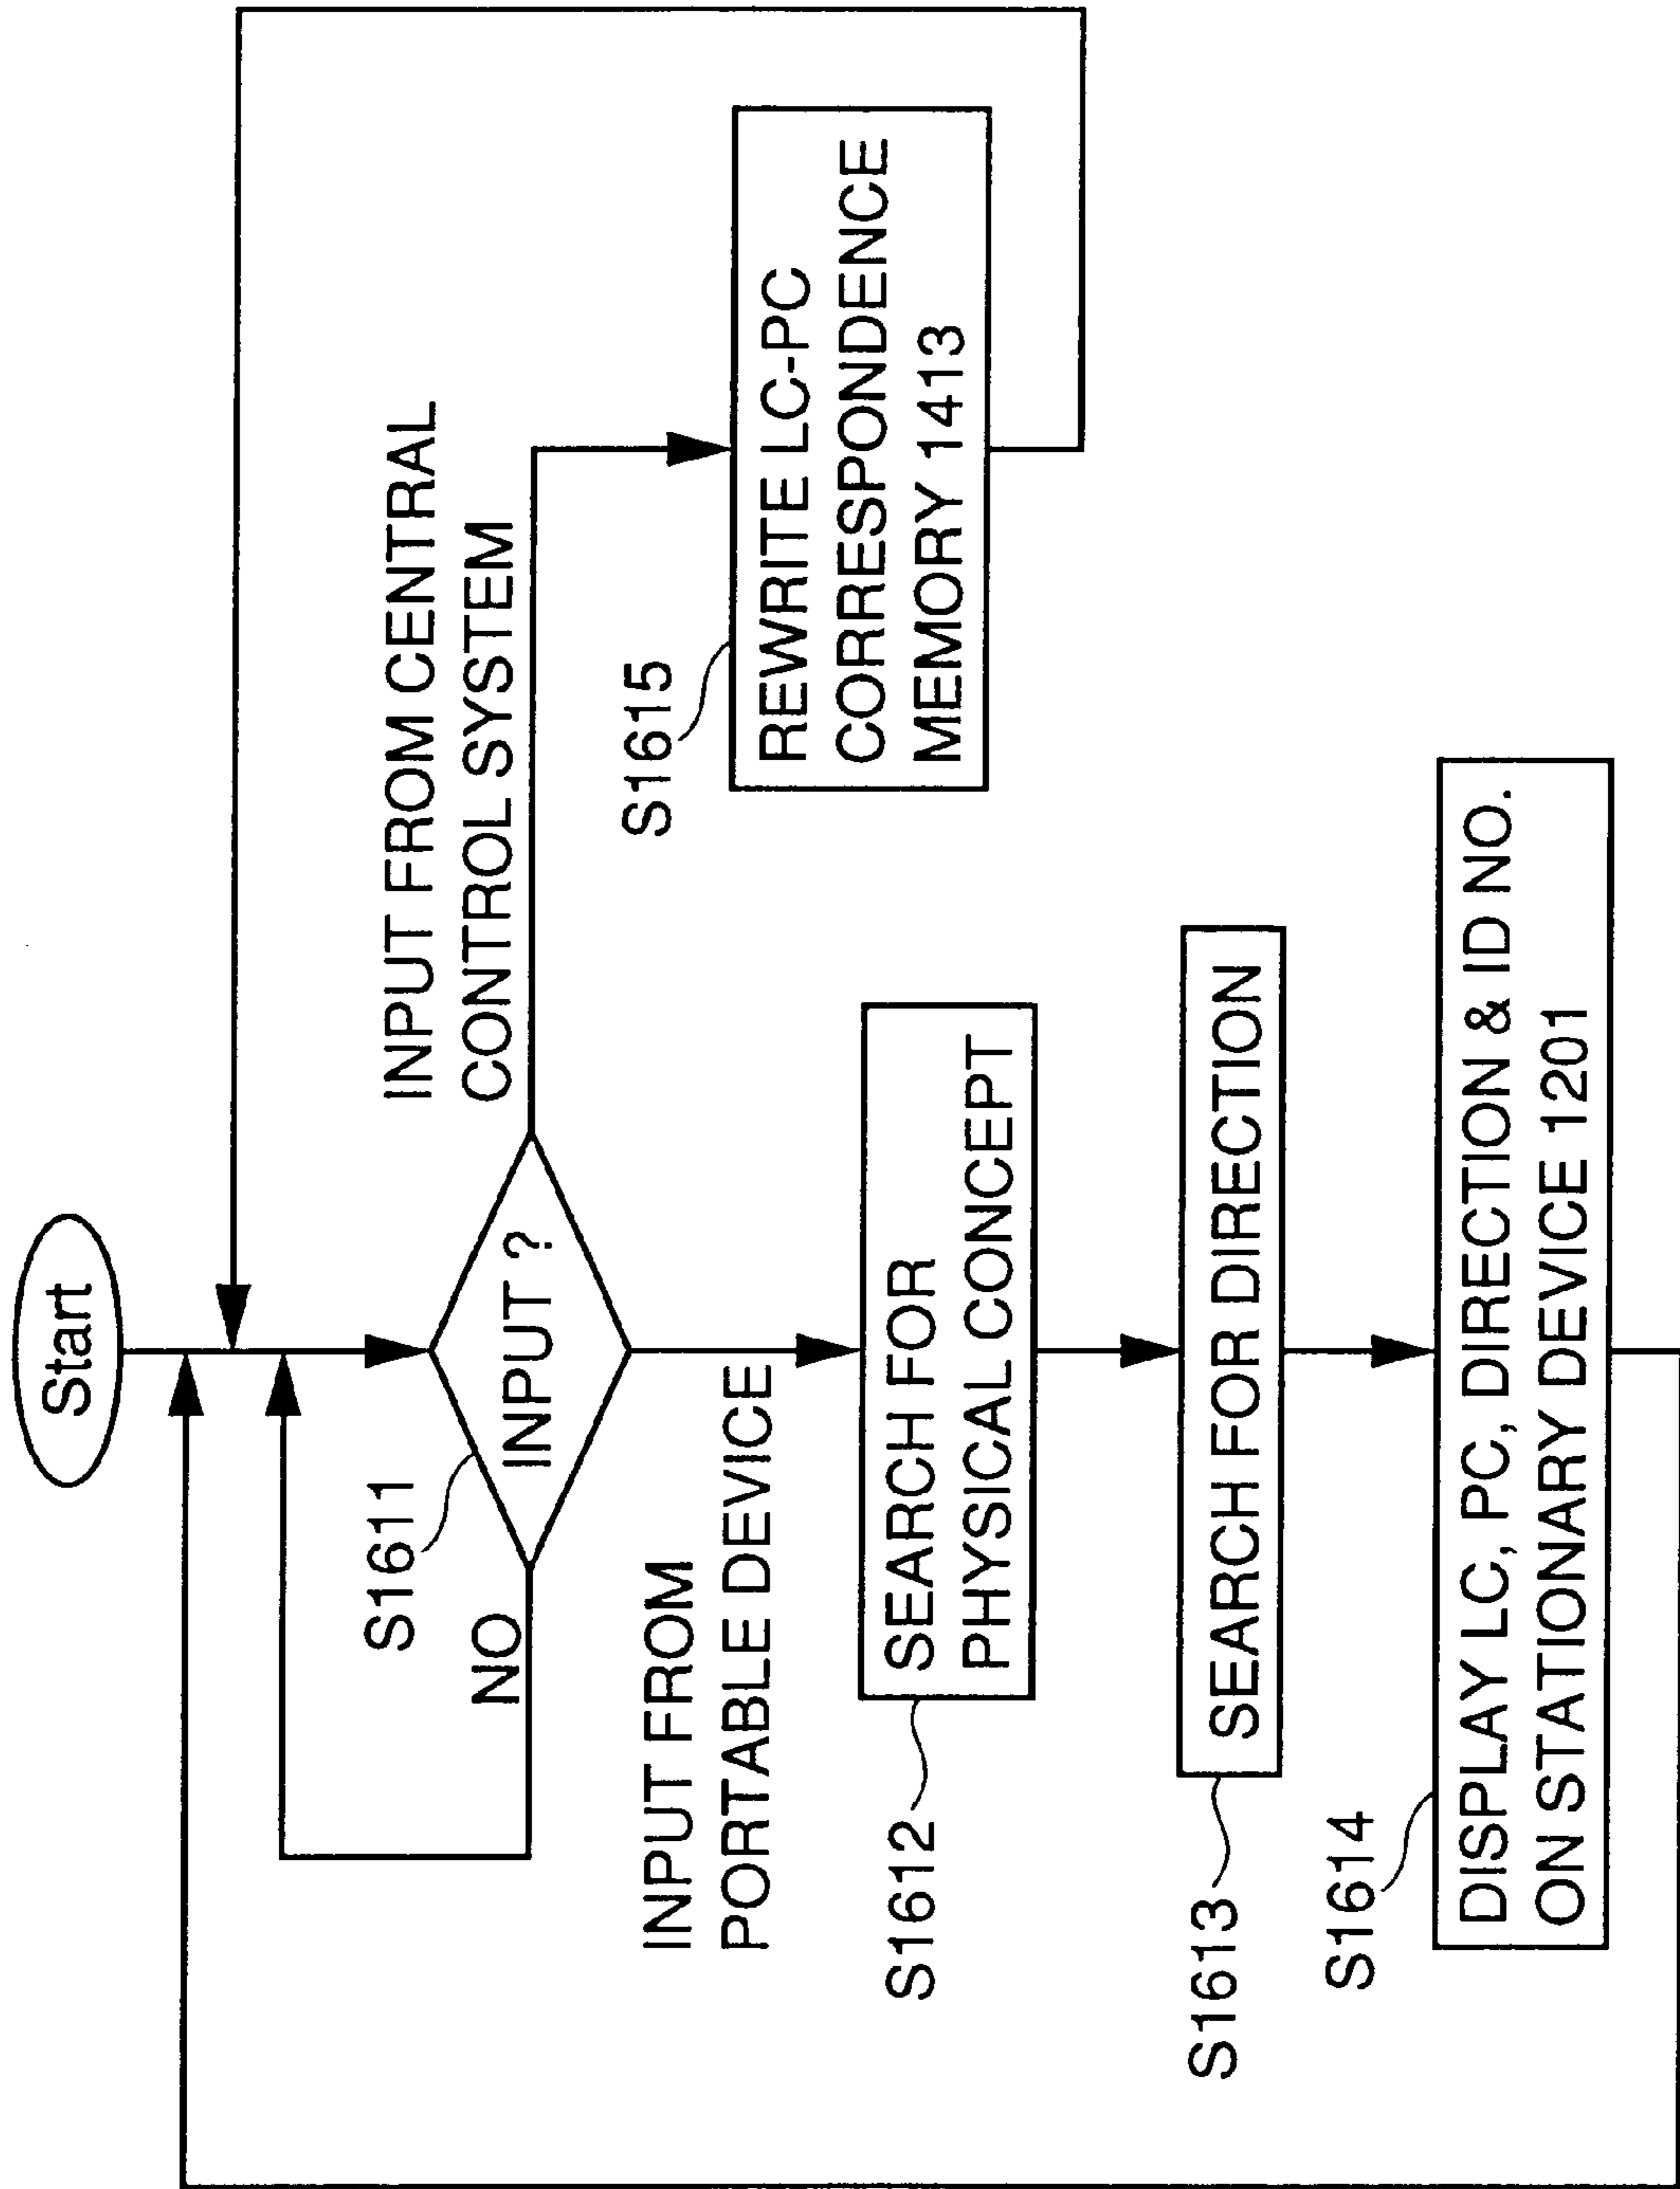 Start
S1611
INPUT ?
NO
INPUT FROM CENTRAL
CONTROL SYSTEM
INPUT FROM
PORTABLE DEVICE
S1615
REWRITE LC-PC
CORRESPONDENCE
MEMORY 1413
S1612
SEARCH FOR
PHYSICAL CONCEPT
S1613
SEARCH FOR DIRECTION
S1614
DISPLAY LC, PC, DIRECTION & ID NO.
ON STATIONARY DEVICE 1201